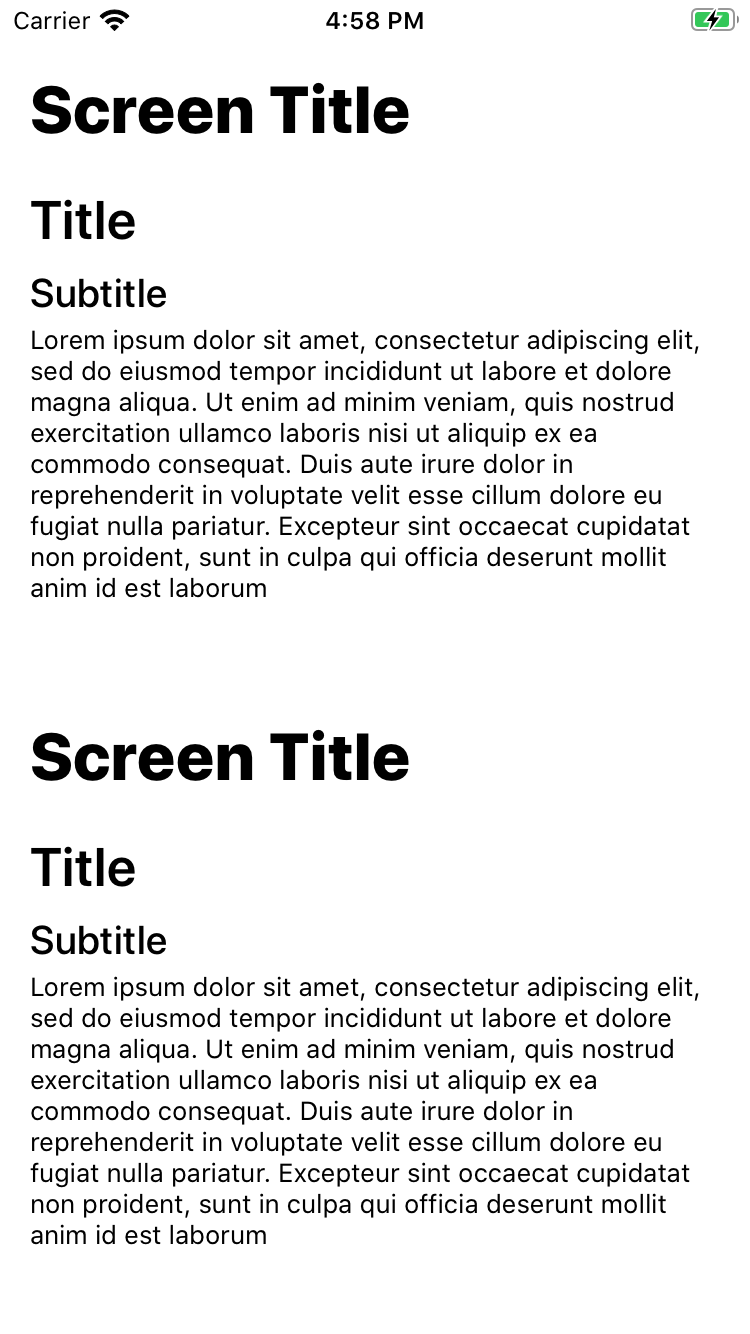 Carrier 4:58 PM
Screen Title
Title
Subtitle
Lorem ipsum dolor sit amet, consectetur adipiscing elit,
sed do eiusmod tempor incididunt ut labore et dolore
magna aliqua. Ut enim ad minim veniam, quis nostrud
exercitation ullamco laboris nisi ut aliquip ex ea
commodo consequat. Duis aute irure dolor in
reprehenderit in voluptate velit esse cillum dolore eu
fugiat nulla pariatur. Excepteur sint occaecat cupidatat
non proident, sunt in culpa qui officia deserunt mollit
anim id est laborum
Screen Title
Title
Subtitle
Lorem ipsum dolor sit amet, consectetur adipiscing elit,
sed do eiusmod tempor incididunt ut labore et dolore
magna aliqua. Ut enim ad minim veniam, quis nostrud
exercitation ullamco laboris nisi ut aliquip ex ea
commodo consequat. Duis aute irure dolor in
reprehenderit in voluptate velit esse cillum dolore eu
fugiat nulla pariatur. Excepteur sint occaecat cupidatat
non proident, sunt in culpa qui officia deserunt mollit
anim id est laborum